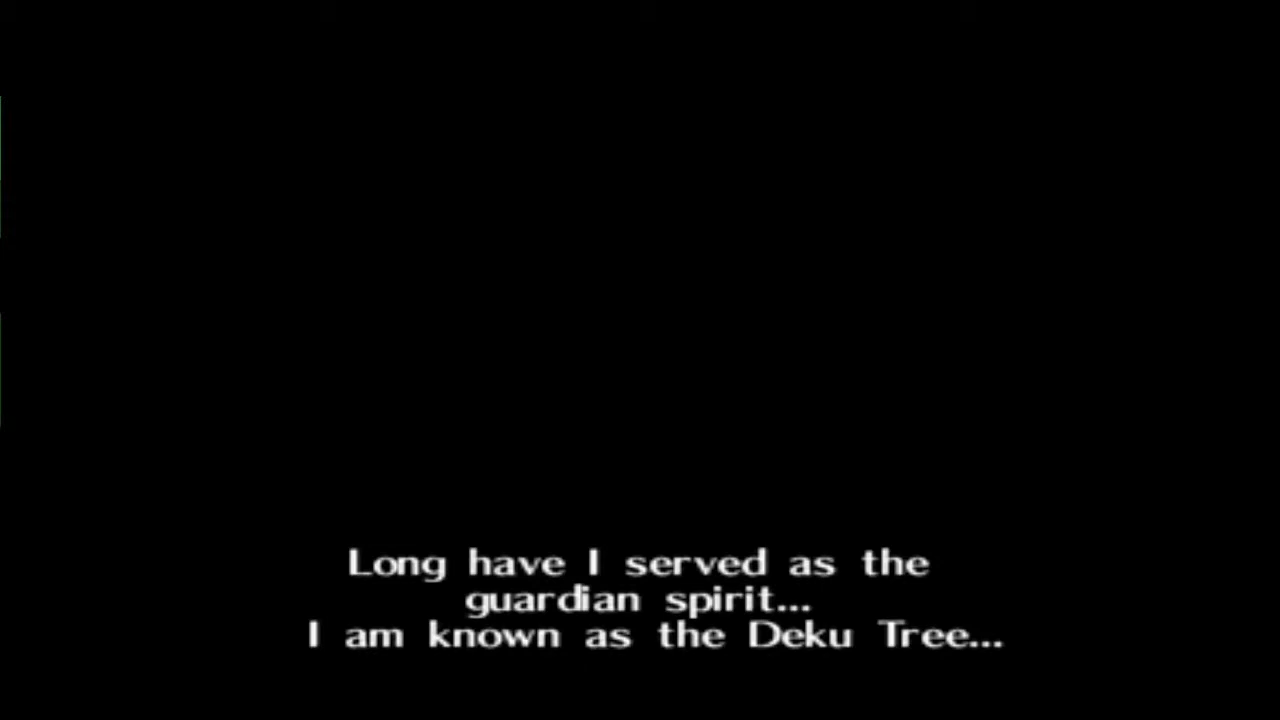 Long have I served as the
guardian spirit...
I am known as the Deku Tree...